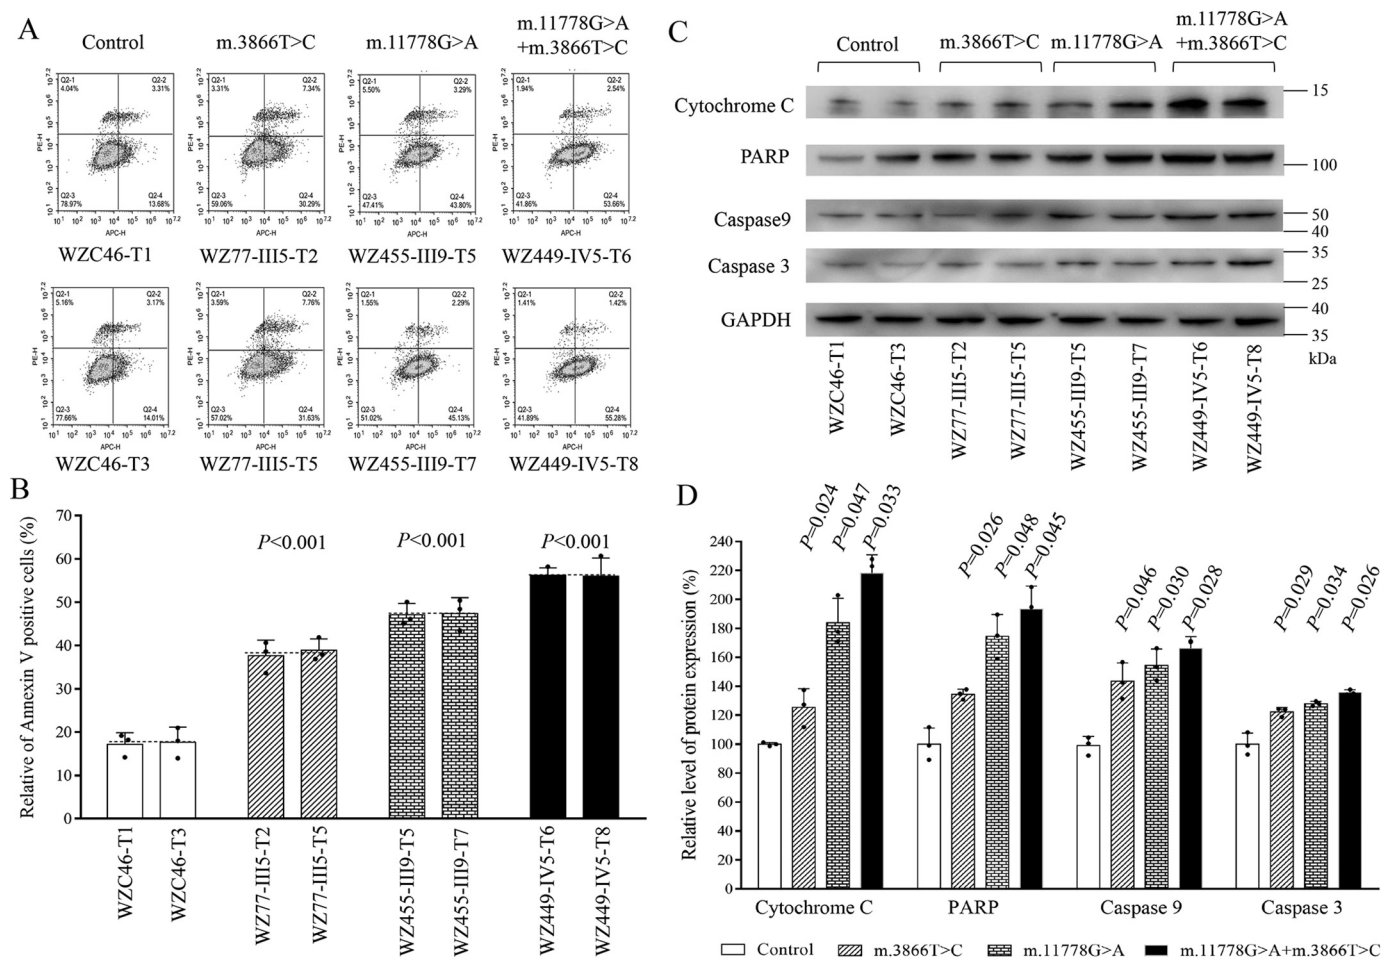 A
Control
m.3866T>C
m.11778G>A
m.11778G>A
+m.3866T>C
Q2-1
4.04%
Q2-2
3.31%
Q2-3
78.97%
Q2-4
13.68%
PE-H
APC-H
WZC46-T1
Q2-1
3.31%
Q2-2
7.34%
Q2-3
59.06%
Q2-4
30.29%
PE-H
APC-H
WZ77-III5-T2
Q2-1
5.50%
Q2-2
3.29%
Q2-3
47.41%
Q2-4
43.80%
PE-H
APC-H
WZ455-III9-T5
Q2-1
1.94%
Q2-2
2.54%
Q2-3
41.86%
Q2-4
53.66%
PE-H
APC-H
WZ449-IV5-T6
Q2-1
5.16%
Q2-2
3.17%
Q2-3
77.66%
Q2-4
14.01%
PE-H
APC-H
WZC46-T3
Q2-1
3.59%
Q2-2
7.76%
Q2-3
57.02%
Q2-4
31.63%
PE-H
APC-H
WZ77-III5-T5
Q2-1
1.55%
Q2-2
2.29%
Q2-3
51.02%
Q2-4
45.13%
PE-H
APC-H
WZ455-III9-T7
Q2-1
1.41%
Q2-2
1.42%
Q2-3
41.89%
Q2-4
55.28%
PE-H
APC-H
WZ449-IV5-T8
B
Relative of Annexin V positive cells (%)
70
60
50
40
30
20
10
0
P<0.001
P<0.001
P<0.001
WZC46-T1
WZC46-T3
WZ77-III5-T2
WZ77-III5-T5
WZ455-III9-T5
WZ455-III9-T7
WZ449-IV5-T6
WZ449-IV5-T8
C
Control
m.3866T>C
m.11778G>A
m.11778G>A
+m.3866T>C
Cytochrome C
15
PARP
100
Caspase9
50
40
Caspase 3
35
25
GAPDH
40
35
kDa
WZC46-T1
WZC46-T3
WZ77-III5-T2
WZ77-III5-T5
WZ455-III9-T5
WZ455-III9-T7
WZ449-IV5-T6
WZ449-IV5-T8
D
Relative level of protein expression (%)
240
220
200
180
160
140
120
100
80
60
40
20
0
P=0.024
P=0.047
P=0.033
P=0.026
P=0.048
P=0.045
P=0.046
P=0.030
P=0.028
P=0.029
P=0.034
P=0.026
Cytochrome C
PARP
Caspase 9
Caspase 3
Control
m.3866T>C
m.11778G>A
m.11778G>A+m.3866T>C